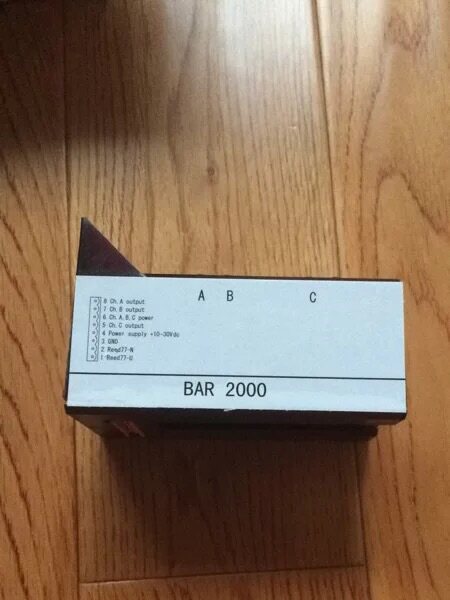 A B C
8 Ch.A output
7 Ch.B output
6 Ch.A,B,C power
5 Ch.C output
4 Power supply +10-30Vdc
3 GND
2 Reed77-N
1 Reed77-U
BAR 2000